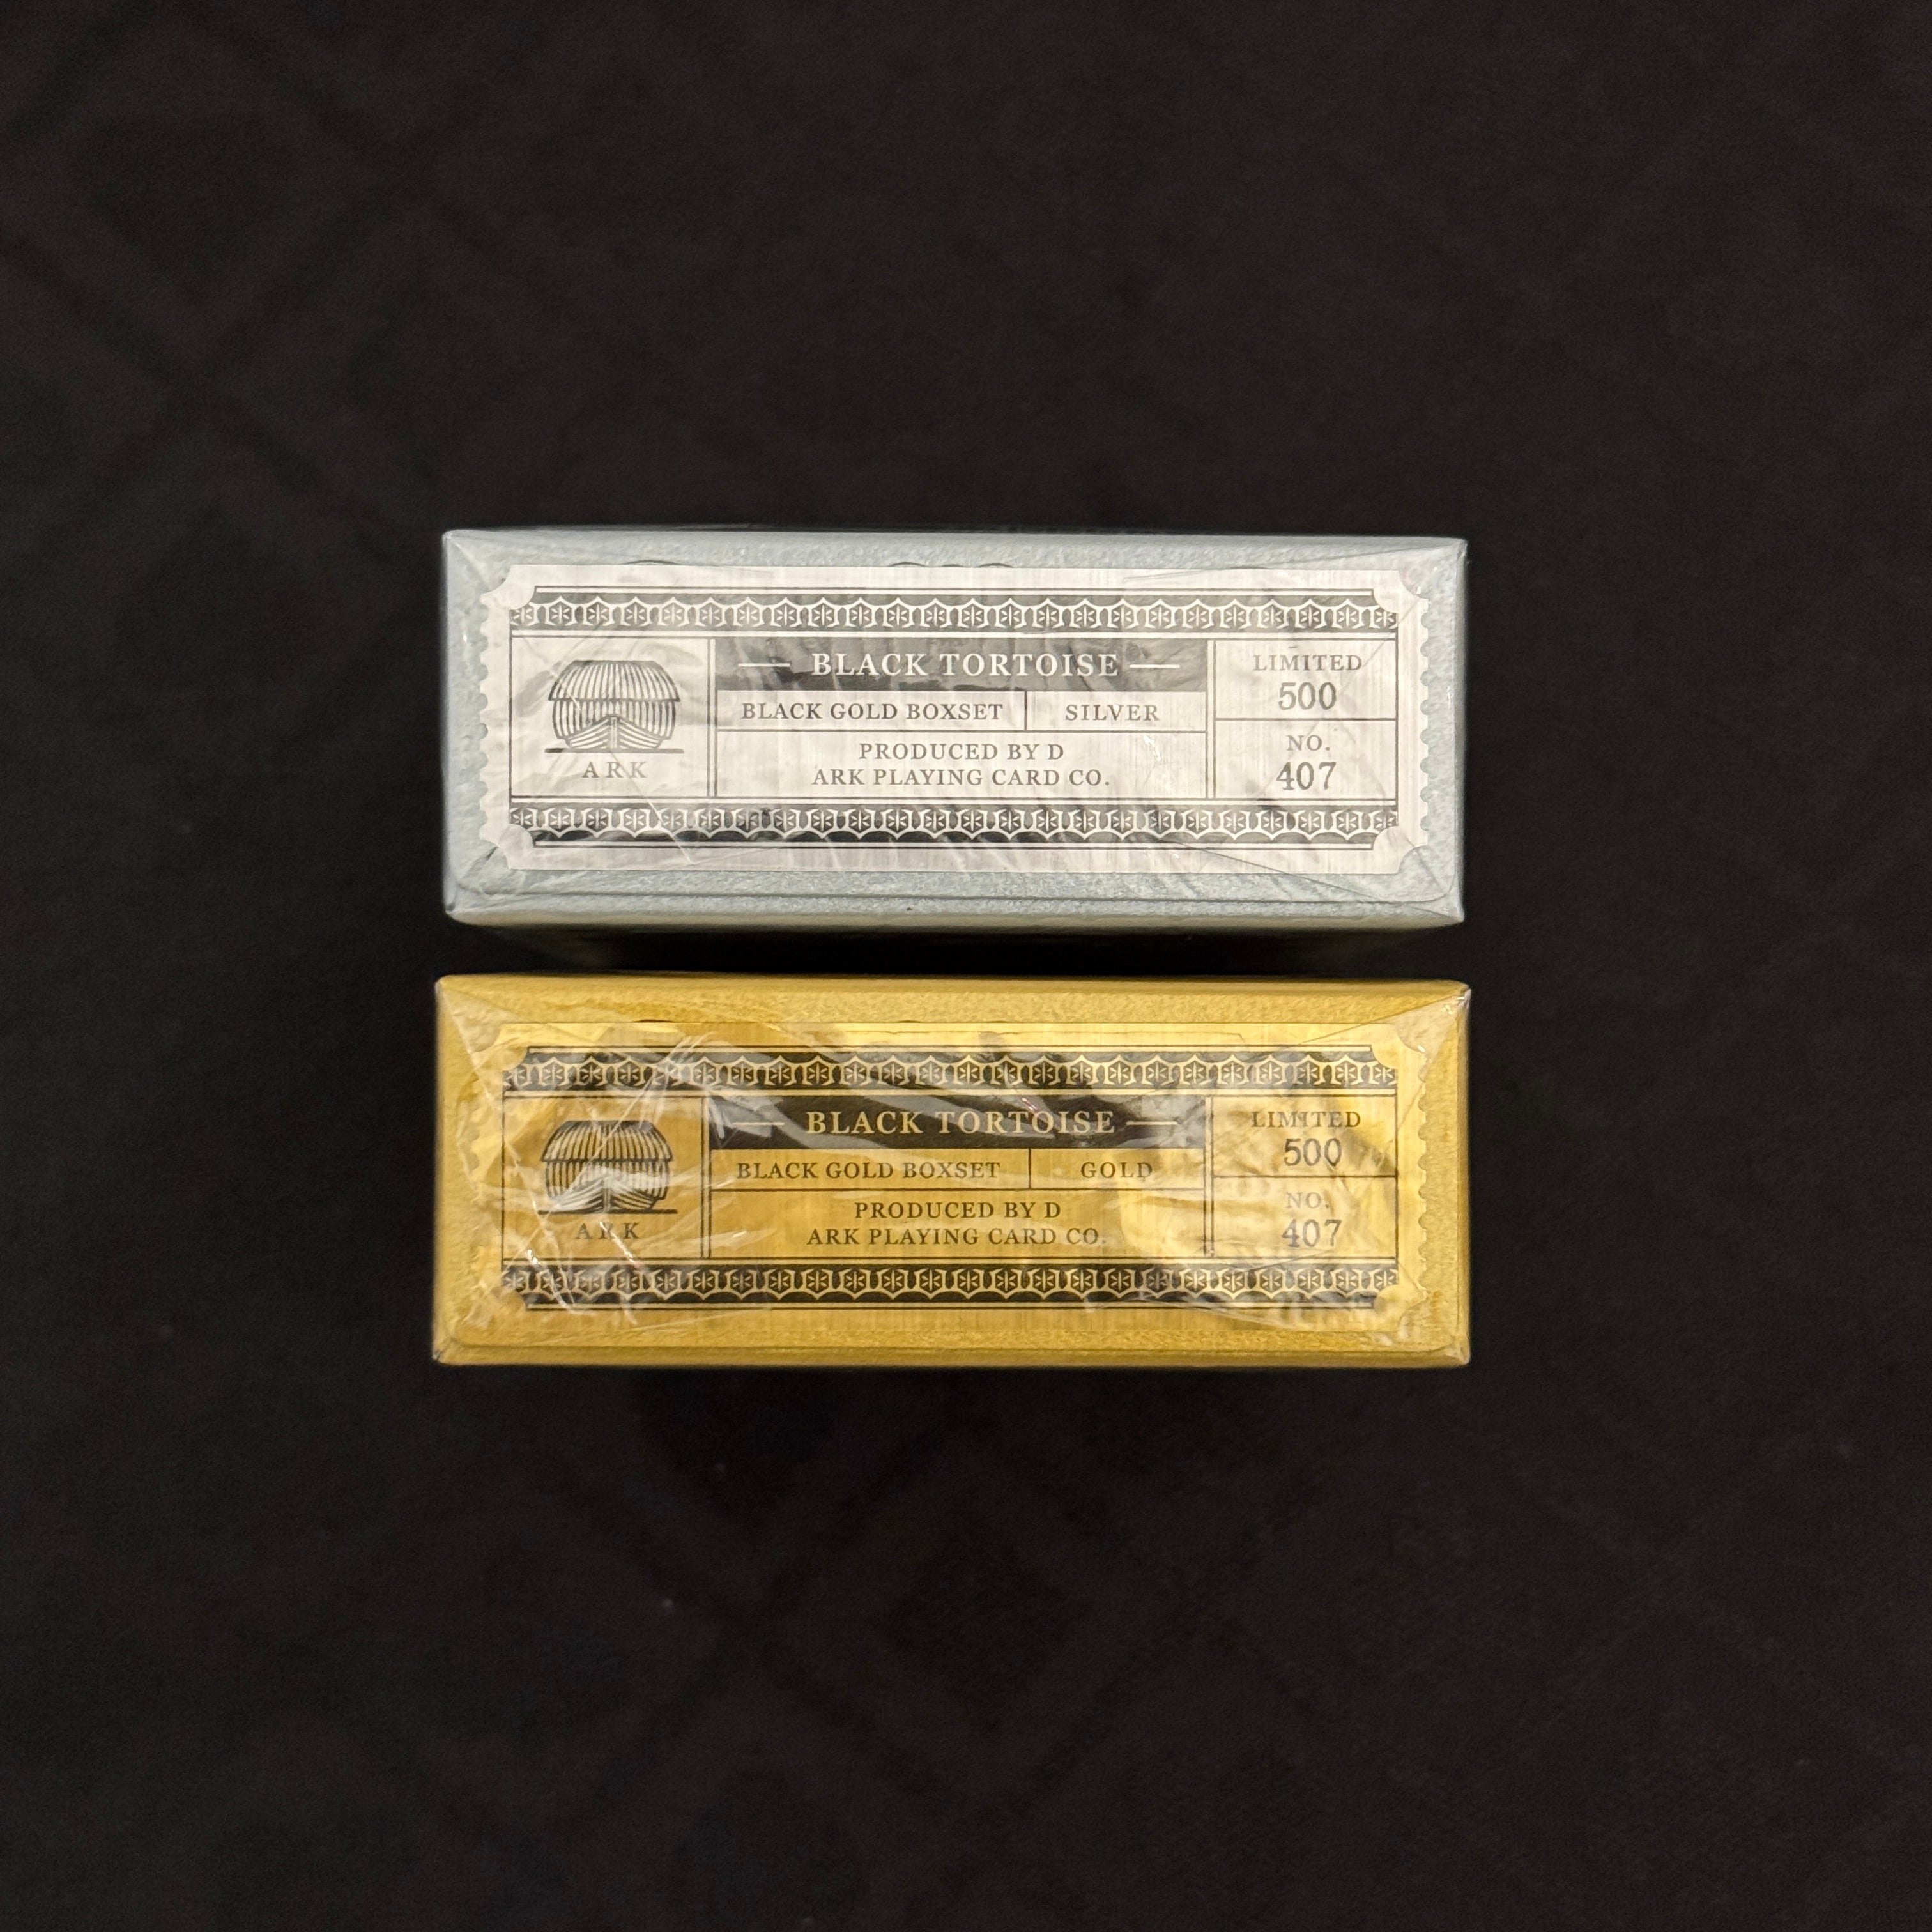 BLACK TORTOISE
BLACK GOLD BOXSET
SILVER
PRODUCED BY D
ARK PLAYING CARD CO.
ARK
LIMITED
500
NO.
407
BLACK TORTOISE
BLACK GOLD BOXSET
GOLD
PRODUCED BY D
ARK PLAYING CARD CO.
ARK
LIMITED
500
NO.
407